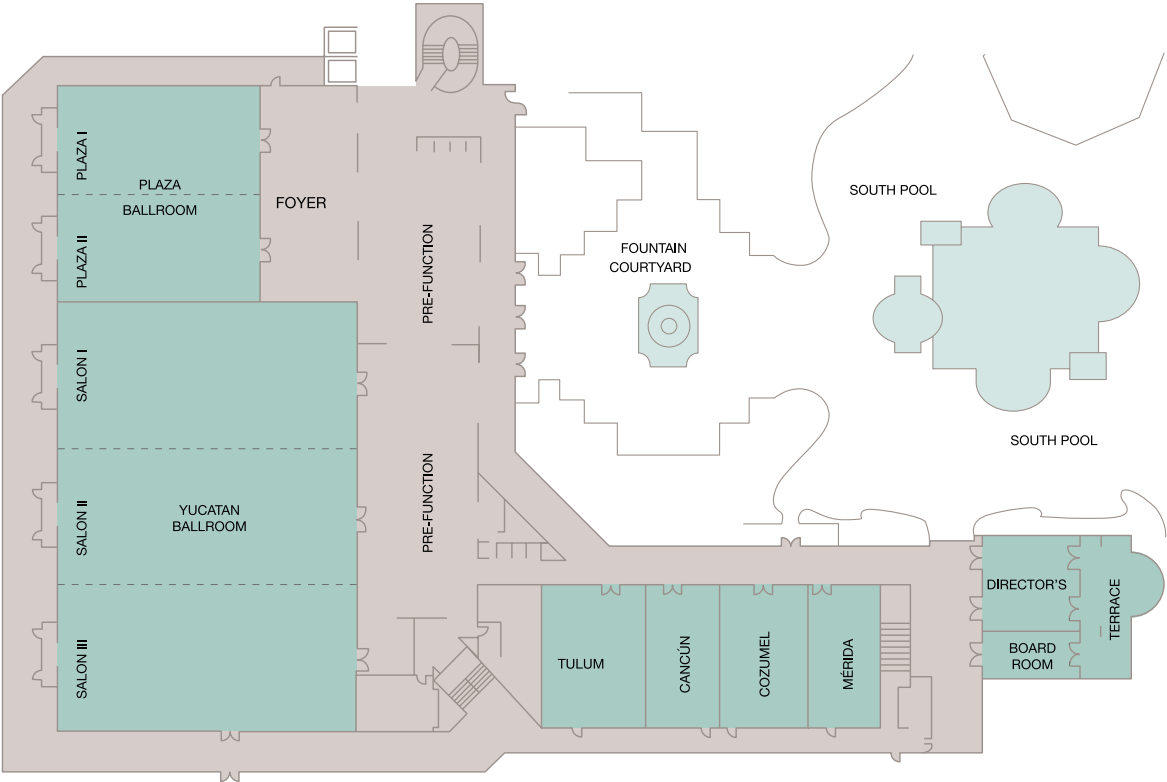 PLAZA I
PLAZA
BALLROOM
PLAZA II
FOYER
PRE-FUNCTION
FOUNTAIN
COURTYARD
SOUTH POOL
SOUTH POOL
SALON I
SALON II
YUCATAN
BALLROOM
PRE-FUNCTION
SALON III
TULUM
CANCÚN
COZUMEL
MÉRIDA
DIRECTOR'S
BOARD
ROOM
TERRACE